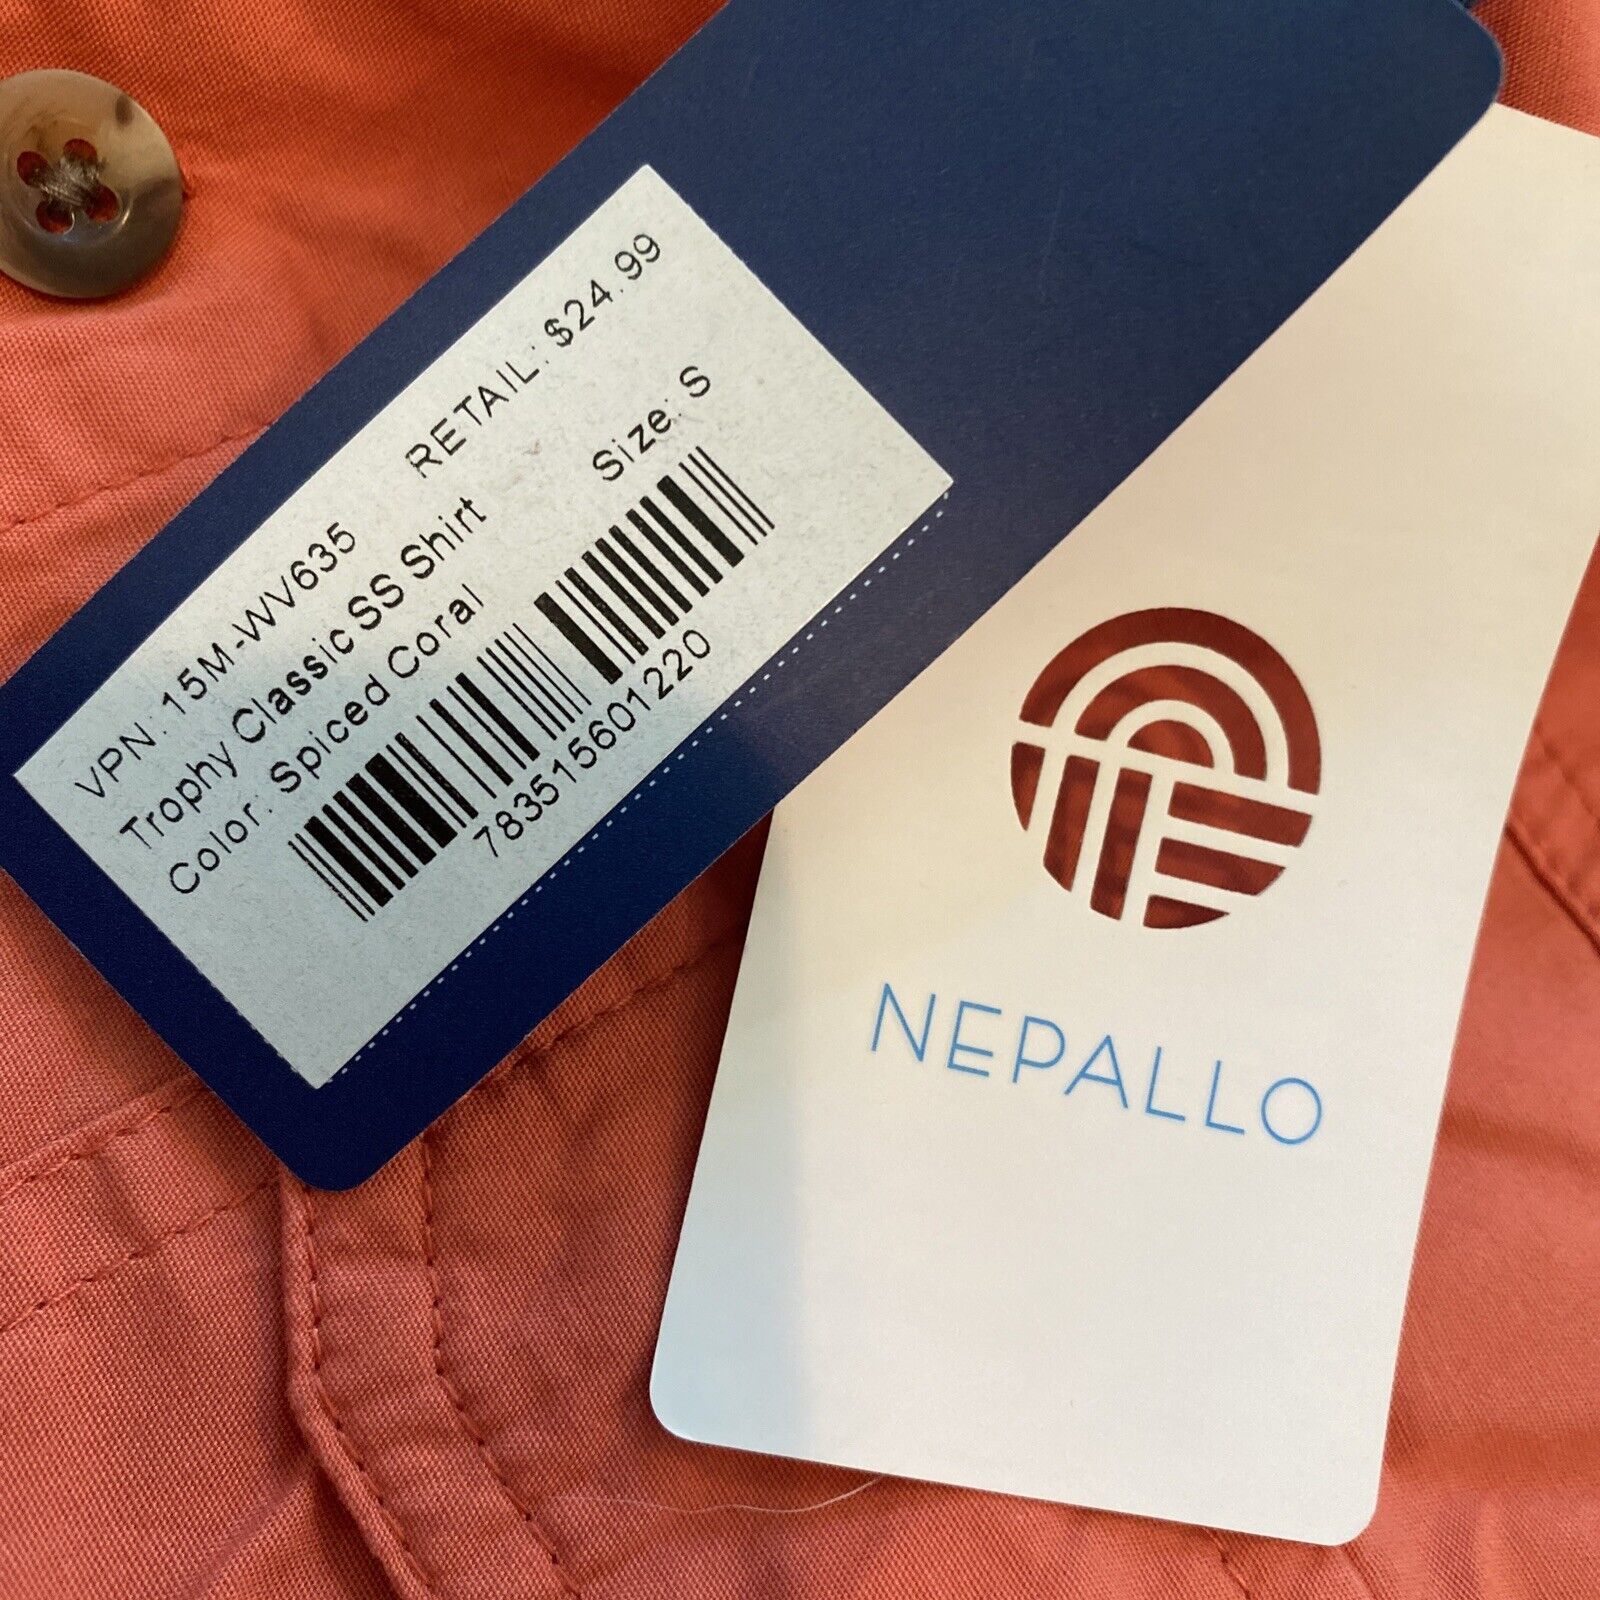 VPN: 15M-WV635 RETAIL: $24.99
Trophy Classic SS Shirt Size: S
Color: Spiced Coral
783515601220
NEPALLO